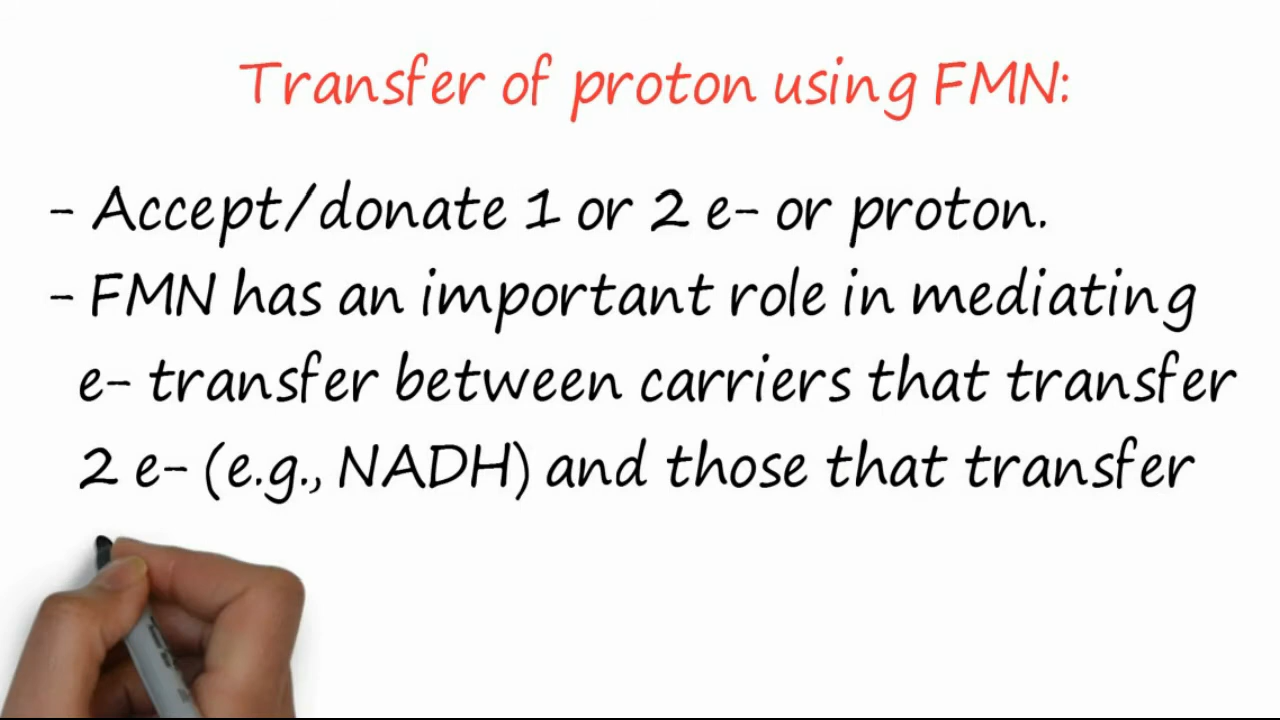 Transfer of proton using FMN:
- Accept/donate 1 or 2 e- or proton.
- FMN has an important role in mediating
e- transfer between carriers that transfer
2 e- (e.g., NADH) and those that transfer